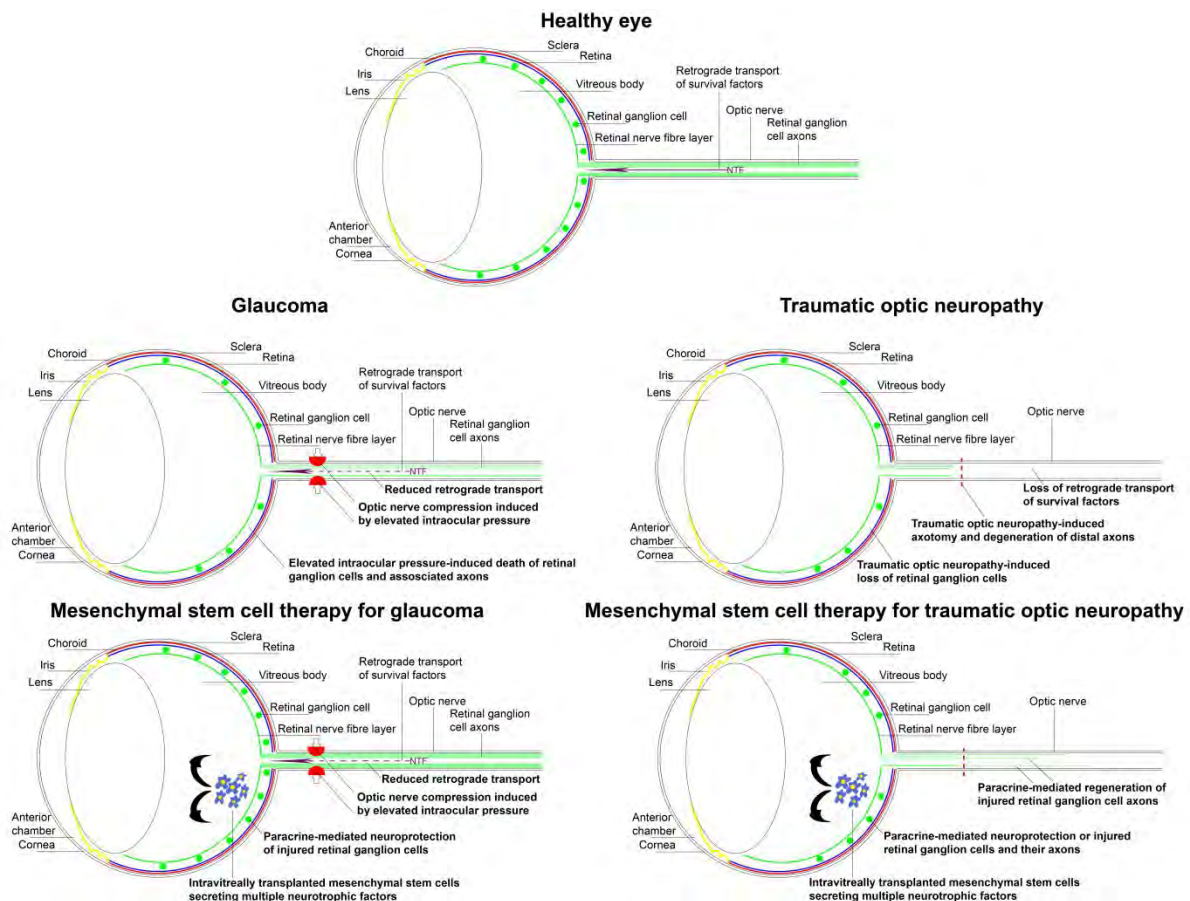 Healthy eye
Sclera
Choroid
Retina
Iris
Retrograde transport
of survival factors
Lens
Vitreous body
Optic nerve
Retinal ganglion cell
Retinal ganglion
cell axons
Retinal nerve fibre layer
NTF
Anterior
chamber
Cornea
Glaucoma
Sclera
Choroid
Retina
Iris
Retrograde transport
of survival factors
Lens
Vitreous body
Optic nerve
Retinal ganglion cell
Retinal ganglion
cell axons
Retinal nerve fibre layer
NTF
Reduced retrograde transport
Optic nerve compression induced
by elevated intraocular pressure
Anterior
chamber
Cornea
Elevated intraocular pressure-induced death of retinal
ganglion cells and assosciated axons
Traumatic optic neuropathy
Sclera
Choroid
Retina
Iris
Lens
Vitreous body
Retinal ganglion cell
Optic nerve
Retinal nerve fibre layer
Loss of retrograde transport
of survival factors
Anterior
chamber
Cornea
Traumatic optic neuropathy-induced
axotomy and degeneration of distal axons
Traumatic optic neuropathy-induced
loss of retinal ganglion cells
Mesenchymal stem cell therapy for glaucoma
Sclera
Choroid
Retina
Iris
Retrograde transport
of survival factors
Lens
Vitreous body
Optic nerve
Retinal ganglion cell
Retinal ganglion
cell axons
Retinal nerve fibre layer
NTF
Reduced retrograde transport
Optic nerve compression induced
by elevated intraocular pressure
Anterior
chamber
Cornea
Paracrine-mediated neuroprotection
of injured retinal ganglion cells
Intravitreally transplanted mesenchymal stem cells
secreting multiple neurotrophic factors
Mesenchymal stem cell therapy for traumatic optic neuropathy
Sclera
Choroid
Retina
Iris
Lens
Vitreous body
Retinal ganglion cell
Optic nerve
Retinal nerve fibre layer
Paracrine-mediated regeneration of
injured retinal ganglion cell axons
Anterior
chamber
Cornea
Paracrine-mediated neuroprotection or injured
retinal ganglion cells and their axons
Intravitreally transplanted mesenchymal stem cells
secreting multiple neurotrophic factors